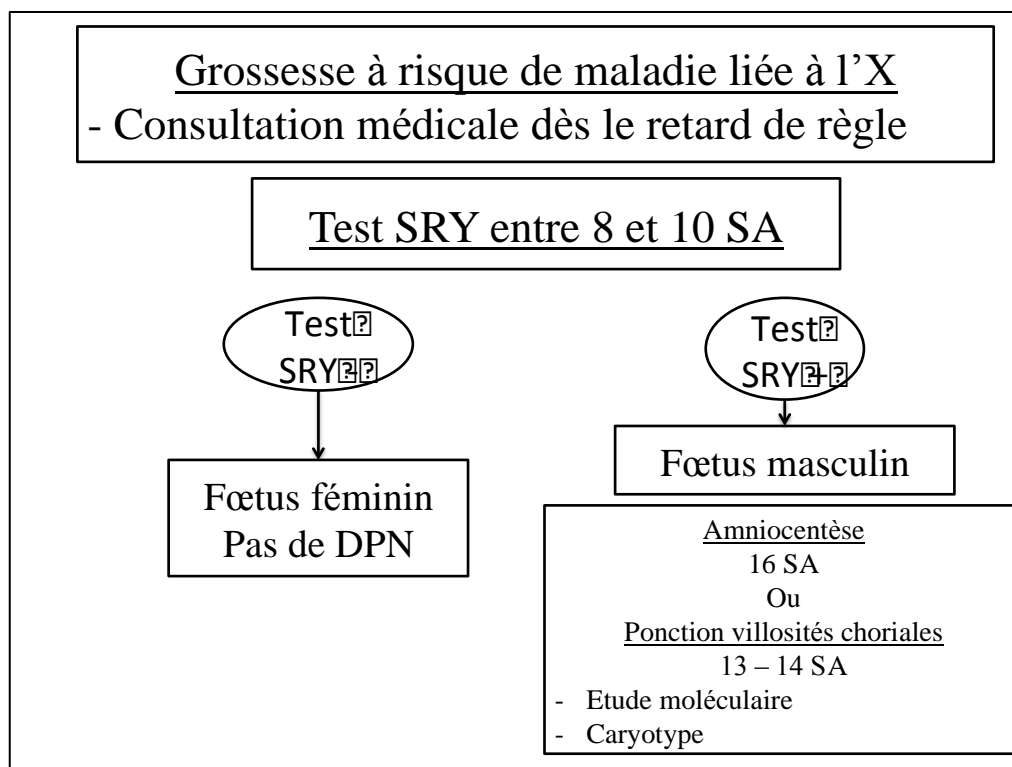 Grossesse à risque de maladie liée à l’X
- Consultation médicale dès le retard de règle
Test SRY entre 8 et 10 SA
Test
SRY -
Test
SRY +
Fœtus féminin
Pas de DPN
Fœtus masculin
Amniocentèse
16 SA
Ou
Ponction villosités choriales
13 – 14 SA
- Etude moléculaire
- Caryotype